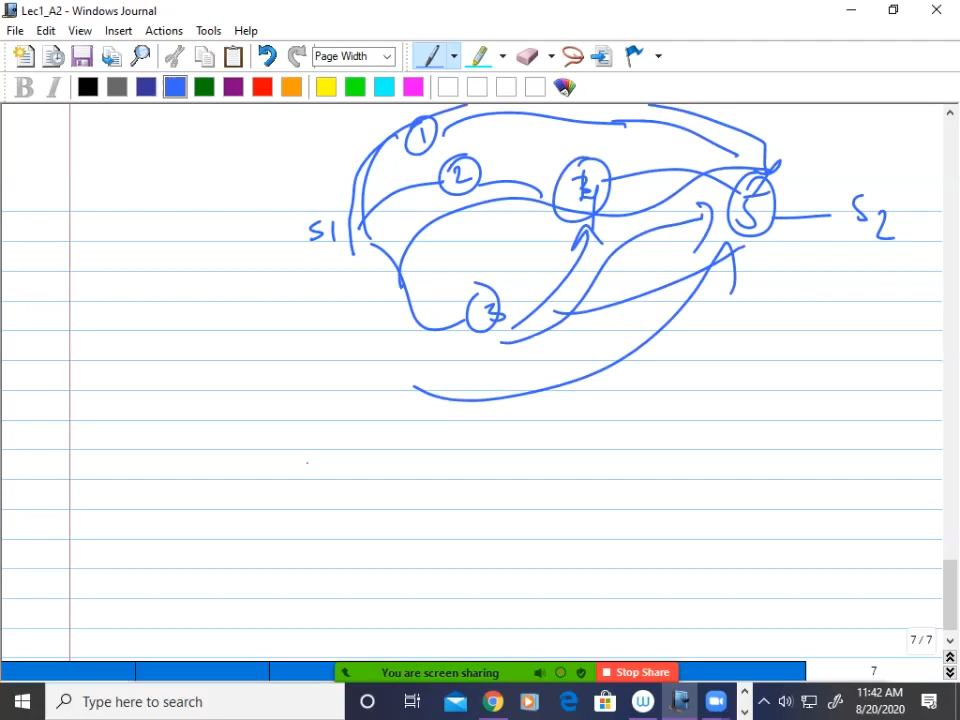 Lec1_A2 - Windows Journal
File Edit View Insert Actions Tools Help
Page Width
B I
1
2
4
5
S1
S2
3
7 / 7
You are screen sharing
Stop Share
7
Type here to search
11:42 AM
8/20/2020